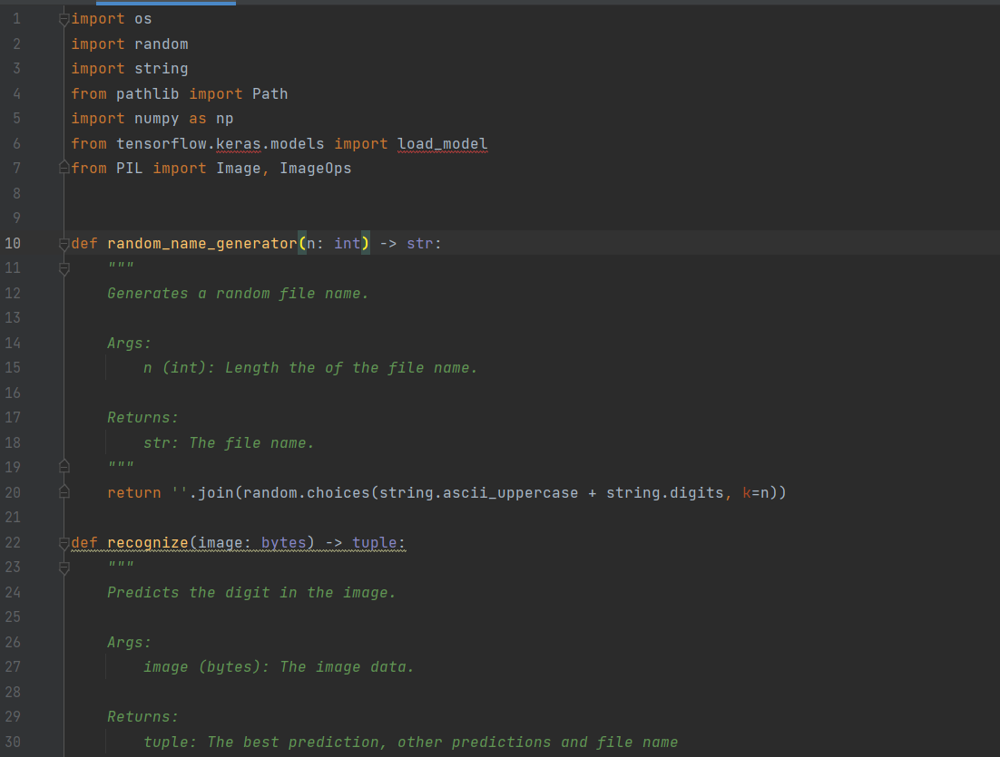 1 import os
2 import random
3 import string
4 from pathlib import Path
5 import numpy as np
6 from tensorflow.keras.models import load_model
7 from PIL import Image, ImageOps
8
9
10 def random_name_generator(n: int) -> str:
11 """
12 Generates a random file name.
13
14 Args:
15 n (int): Length the of the file name.
16
17 Returns:
18 str: The file name.
19 """
20 return ''.join(random.choices(string.ascii_uppercase + string.digits, k=n))
21
22 def recognize(image: bytes) -> tuple:
23 """
24 Predicts the digit in the image.
25
26 Args:
27 image (bytes): The image data.
28
29 Returns:
30 tuple: The best prediction, other predictions and file name